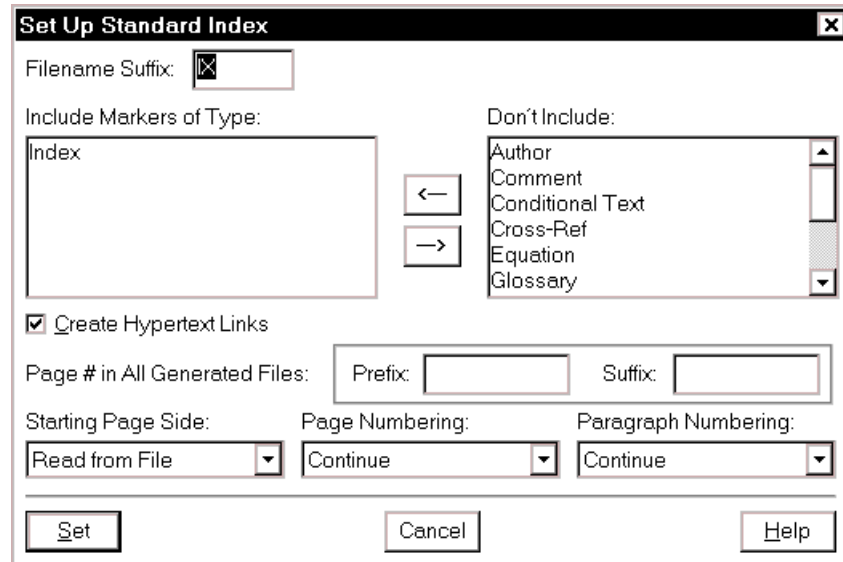 Set Up Standard Index
Filename Suffix: IX
Include Markers of Type:
Don´t Include:
Index
Author
Comment
Conditional Text
Cross-Ref
Equation
Glossary
<—
—>
Create Hypertext Links
Page # in All Generated Files: Prefix: Suffix:
Starting Page Side: Page Numbering: Paragraph Numbering:
Read from File Continue Continue
Set Cancel Help